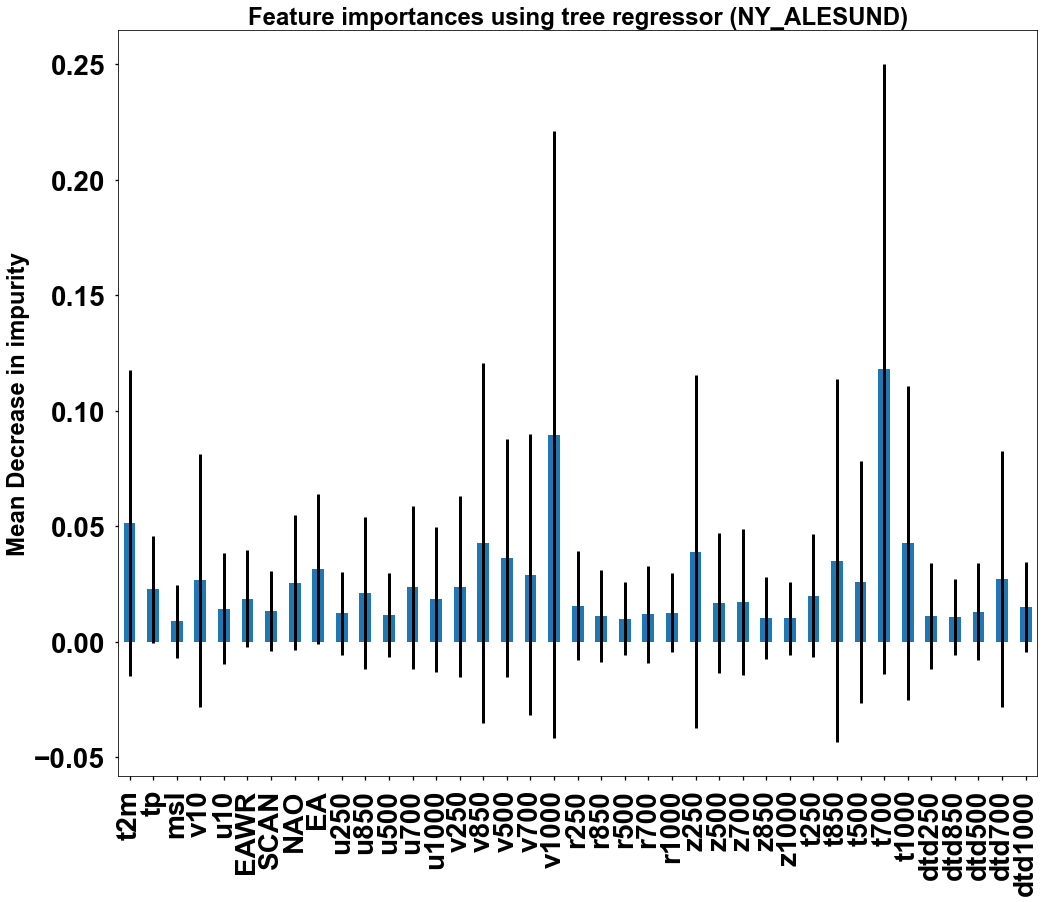 Feature importances using tree regressor (NY_ALESUND)
Mean Decrease in impurity
0.25
0.20
0.15
0.10
0.05
0.00
−0.05
t2m
tp
msl
v10
u10
EAWR
SCAN
NAO
EA
u250
u850
u500
u700
u1000
v250
v850
v500
v700
v1000
r250
r850
r500
r700
r1000
z250
z500
z700
z850
z1000
t250
t850
t500
t700
t1000
dtd250
dtd850
dtd500
dtd700
dtd1000